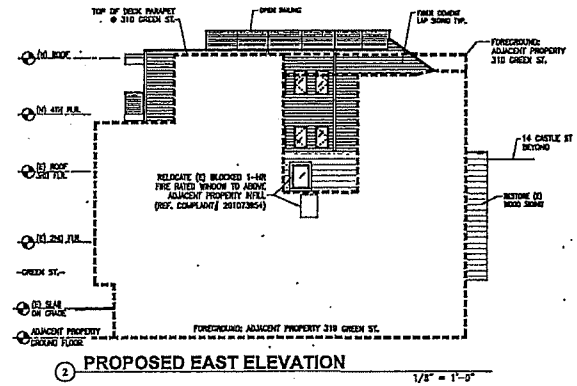 TOP OF DECK PARAPET
@ 310 GREEN ST.
OPEN RAILING
FIBER CEMENT
LAP SIDING TYP.
FOREGROUND:
ADJACENT PROPERTY
310 GREEN ST.
(V) ROOF
(V) 4TH FLR.
(E) ROOF
3RD FLR.
14 CASTLE ST
BEYOND
RELOCATE (E) BLOCKED 1-HR
FIRE RATED WINDOW TO ABOVE
ADJACENT PROPERTY INFILL
(REF. COMPLAINT# 201073854)
RESTORE (E)
WOOD SIDING
(E) 2ND FLR
-GREEN ST.-
(E) SLAB
ON GRADE
ADJACENT PROPERTY
GROUND FLOOR
FOREGROUND: ADJACENT PROPERTY 310 GREEN ST.
2 PROPOSED EAST ELEVATION
1/8" = 1'-0"